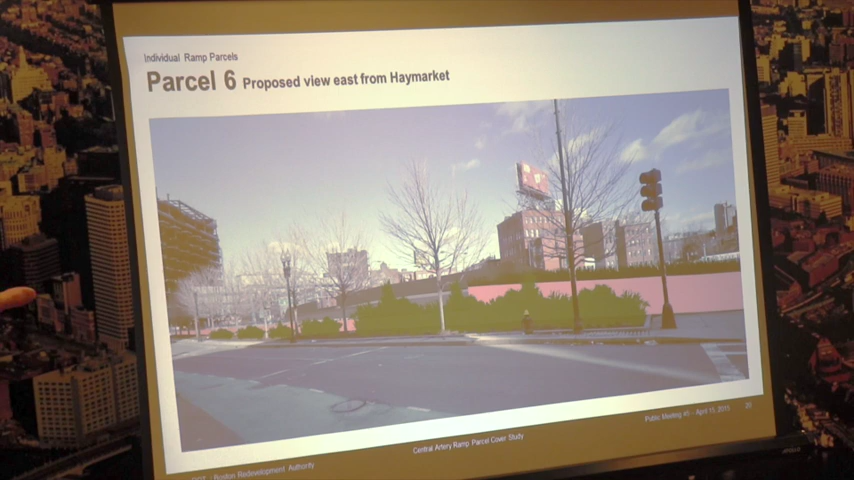 Individual Ramp Parcels
Parcel 6 Proposed view east from Haymarket
Public Meeting #5 - April 15, 2015 20
Central Artery Ramp Parcel Cover Study
Boston Redevelopment Authority